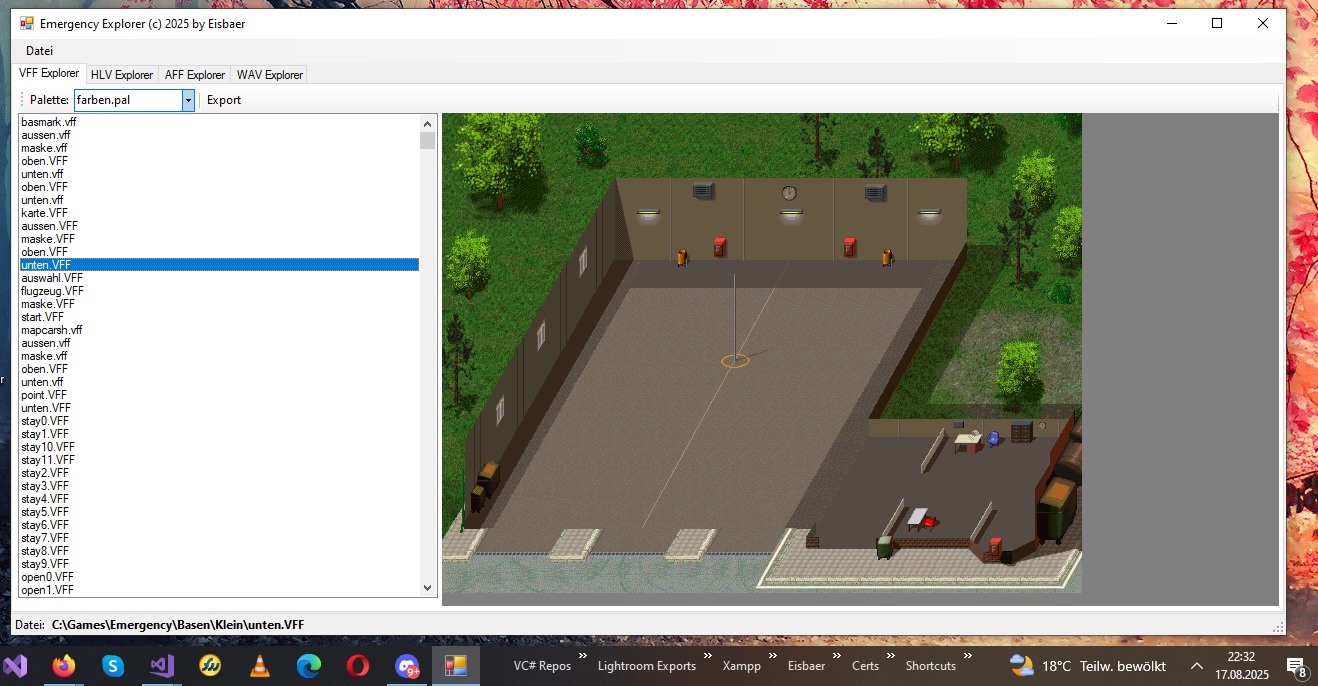 Emergency Explorer (c) 2025 by Eisbaer
Datei
VFF Explorer HLV Explorer AFF Explorer WAV Explorer
Palette: farben.pal Export
basmark.vff
aussen.vff
maske.vff
oben.VFF
unten.vff
oben.VFF
unten.vff
karte.VFF
aussen.VFF
maske.VFF
oben.VFF
unten.VFF
auswahl.VFF
flugzeug.VFF
maske.VFF
start.VFF
mapcarsh.vff
aussen.vff
maske.vff
oben.VFF
unten.vff
point.VFF
unten.VFF
stay0.VFF
stay1.VFF
stay10.VFF
stay11.VFF
stay2.VFF
stay3.VFF
stay4.VFF
stay5.VFF
stay6.VFF
stay7.VFF
stay8.VFF
stay9.VFF
open0.VFF
open1.VFF
Datei: C:\Games\Emergency\Basen\Klein\unten.VFF
r
9+
VC# Repos » Lightroom Exports » Xampp » Eisbaer » Certs » Shortcuts »
18°C Teilw. bewölkt
22:32
17.08.2025
8